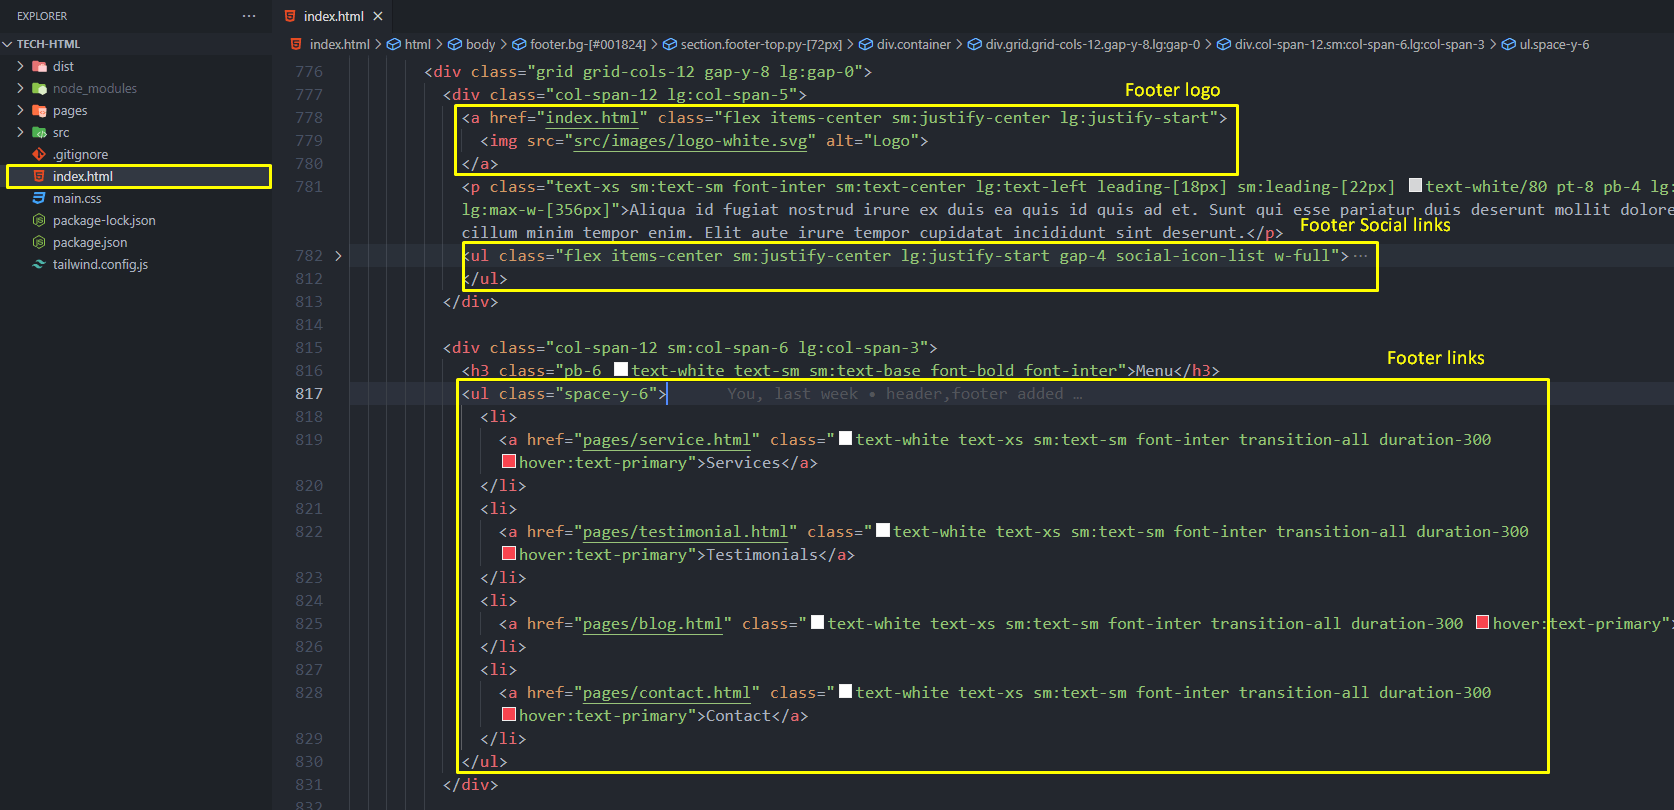 EXPLORER ···
TECH-HTML
dist
node_modules
pages
src
.gitignore
index.html
main.css
package-lock.json
package.json
tailwind.config.js
index.html
index.html > html > body > footer.bg-[#001824] > section.footer-top.py-[72px] > div.container > div.grid.grid-cols-12.gap-y-8.lg:gap-0 > div.col-span-12.sm:col-span-6.lg:col-span-3 > ul.space-y-6
776 <div class="grid grid-cols-12 gap-y-8 lg:gap-0">
777 <div class="col-span-12 lg:col-span-5">
Footer logo
778 <a href="index.html" class="flex items-center sm:justify-center lg:justify-start">
779 <img src="src/images/logo-white.svg" alt="Logo">
780 </a>
781 <p class="text-xs sm:text-sm font-inter sm:text-center lg:text-left leading-[18px] sm:leading-[22px] text-white/80 pt-8 pb-4 lg:
lg:max-w-[356px]">Aliqua id fugiat nostrud irure ex duis ea quis id quis ad et. Sunt qui esse pariatur duis deserunt mollit dolore
cillum minim tempor enim. Elit aute irure tempor cupidatat incididunt sint deserunt.</p>
Footer Social links
782 <ul class="flex items-center sm:justify-center lg:justify-start gap-4 social-icon-list w-full">···
812 </ul>
813 </div>
814
815 <div class="col-span-12 sm:col-span-6 lg:col-span-3">
Footer links
816 <h3 class="pb-6 text-white text-sm sm:text-base font-bold font-inter">Menu</h3>
817 <ul class="space-y-6"> You, last week • header,footer added …
818 <li>
819 <a href="pages/service.html" class="text-white text-xs sm:text-sm font-inter transition-all duration-300
hover:text-primary">Services</a>
820 </li>
821 <li>
822 <a href="pages/testimonial.html" class="text-white text-xs sm:text-sm font-inter transition-all duration-300
hover:text-primary">Testimonials</a>
823 </li>
824 <li>
825 <a href="pages/blog.html" class="text-white text-xs sm:text-sm font-inter transition-all duration-300 hover:text-primary">
826 </li>
827 <li>
828 <a href="pages/contact.html" class="text-white text-xs sm:text-sm font-inter transition-all duration-300
hover:text-primary">Contact</a>
829 </li>
830 </ul>
831 </div>
832